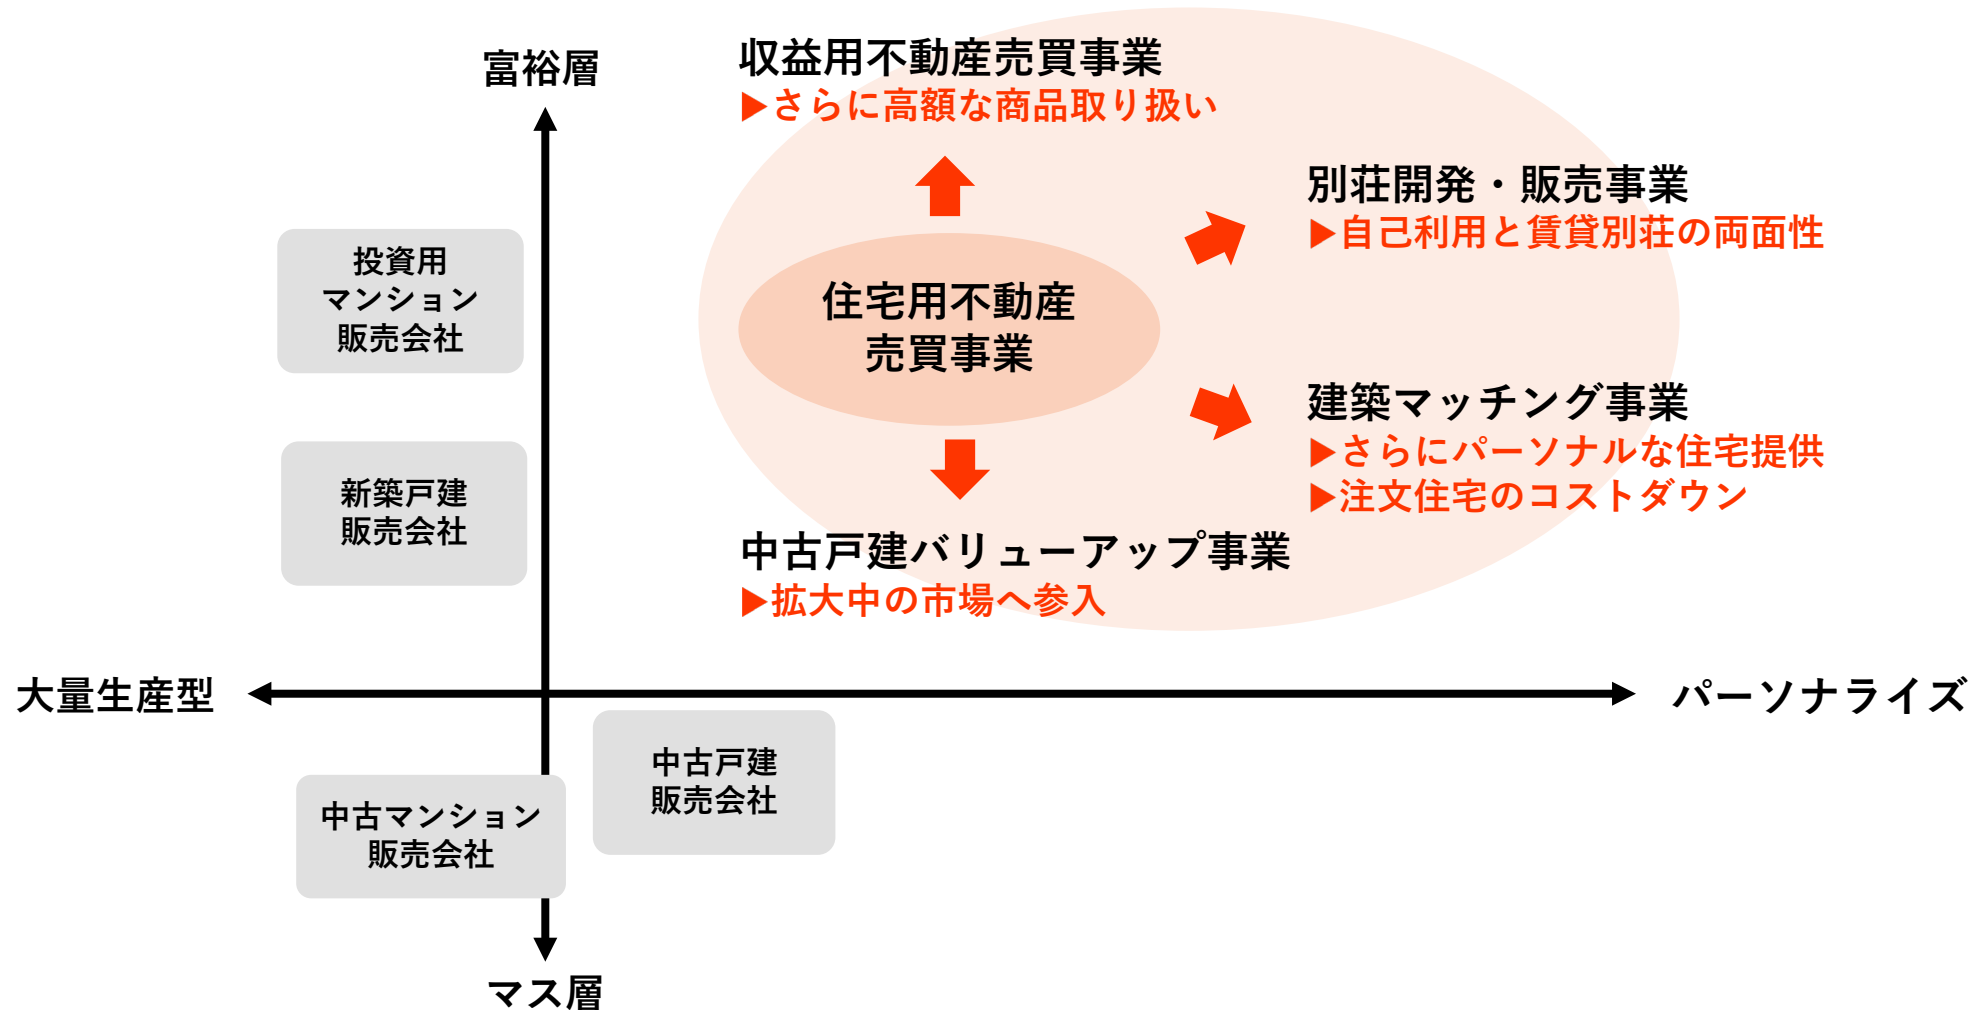 富裕層
収益用不動産売買事業
▶さらに高額な商品取り扱い
別荘開発・販売事業
▶自己利用と賃貸別荘の両面性
投資用
マンション
販売会社
住宅用不動産
売買事業
建築マッチング事業
▶さらにパーソナルな住宅提供
▶注文住宅のコストダウン
新築戸建
販売会社
中古戸建バリューアップ事業
▶拡大中の市場へ参入
大量生産型
パーソナライズ
中古戸建
販売会社
中古マンション
販売会社
マス層